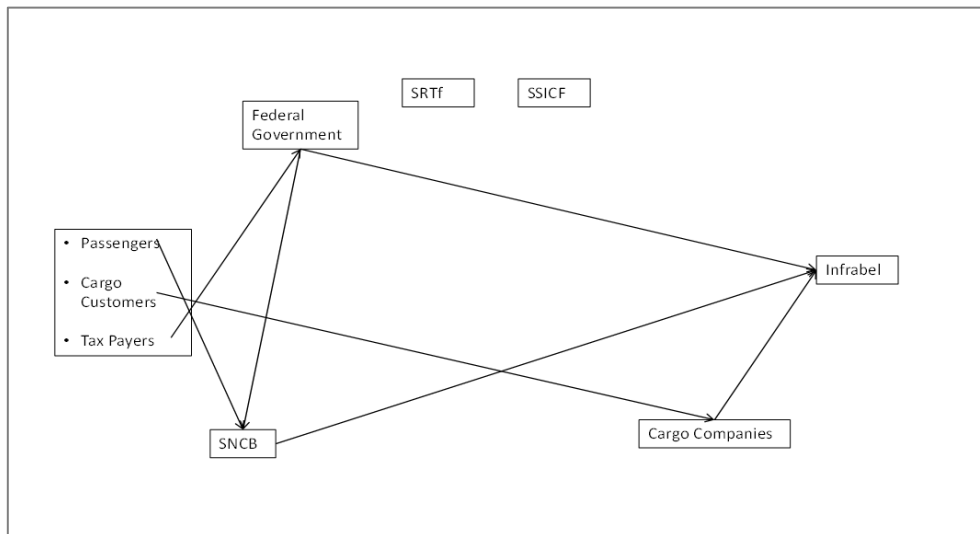 SRTf
SSICF
Federal
Government
• Passengers
• Cargo
Customers
• Tax Payers
Infrabel
SNCB
Cargo Companies